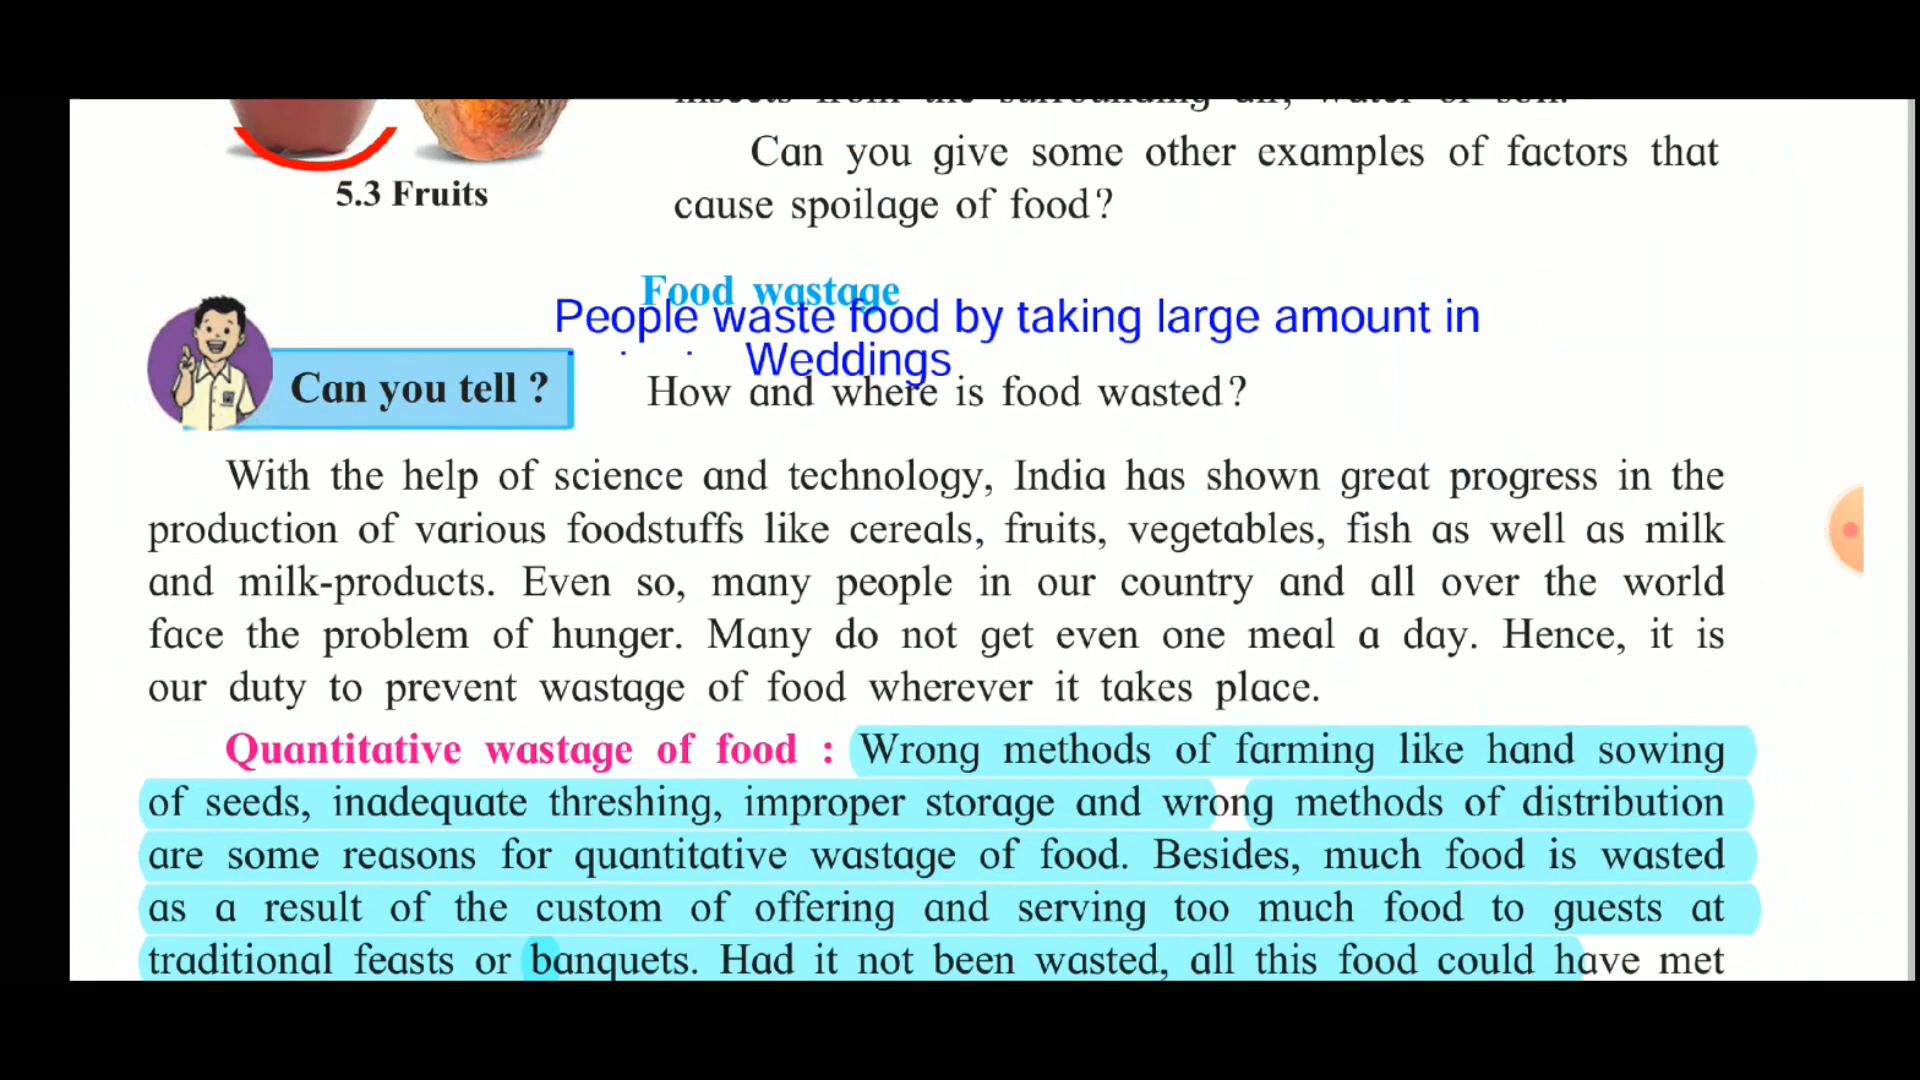 insects from the surrounding air, water or soil.
Can you give some other examples of factors that
cause spoilage of food?
5.3 Fruits
Food wastage
People waste food by taking large amount in
Weddings
Can you tell ?
How and where is food wasted?
With the help of science and technology, India has shown great progress in the
production of various foodstuffs like cereals, fruits, vegetables, fish as well as milk
and milk-products. Even so, many people in our country and all over the world
face the problem of hunger. Many do not get even one meal a day. Hence, it is
our duty to prevent wastage of food wherever it takes place.
Quantitative wastage of food : Wrong methods of farming like hand sowing
of seeds, inadequate threshing, improper storage and wrong methods of distribution
are some reasons for quantitative wastage of food. Besides, much food is wasted
as a result of the custom of offering and serving too much food to guests at
traditional feasts or banquets. Had it not been wasted, all this food could have met